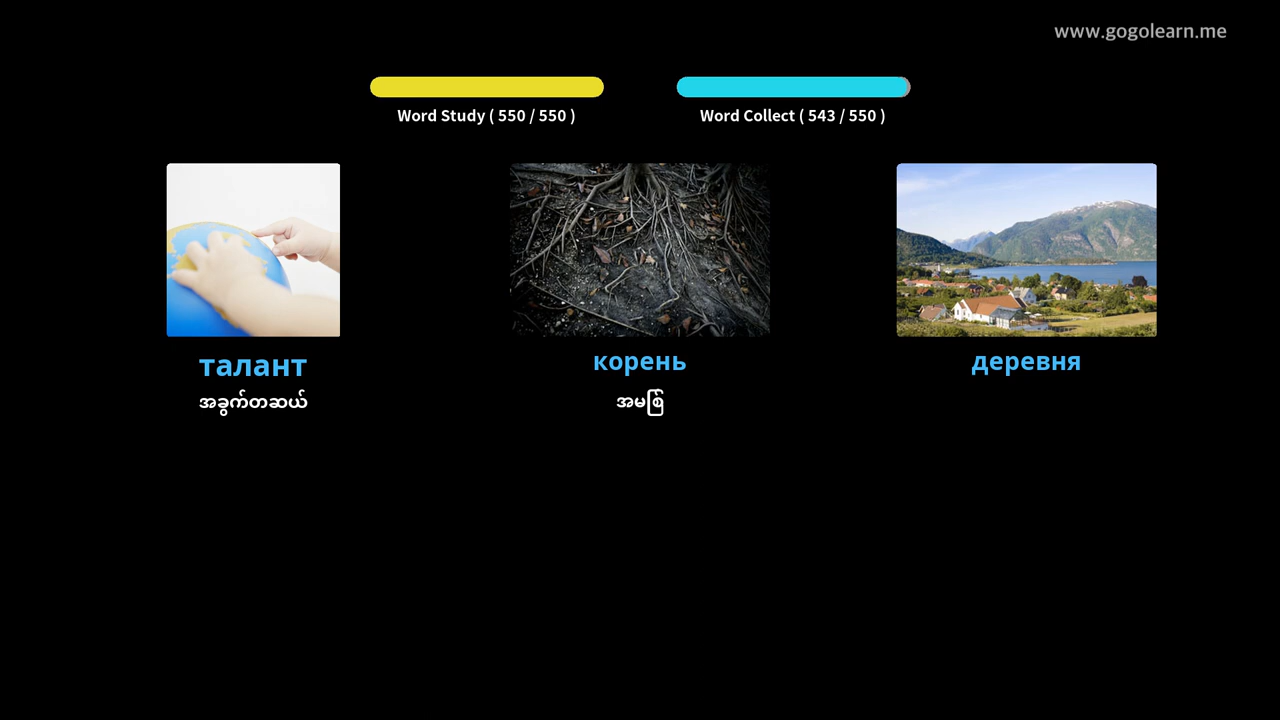 www.gogolearn.me
Word Study ( 550 / 550 )
Word Collect ( 543 / 550 )
талант
корень
деревня
အခွက်တဆယ်
အမစြ်